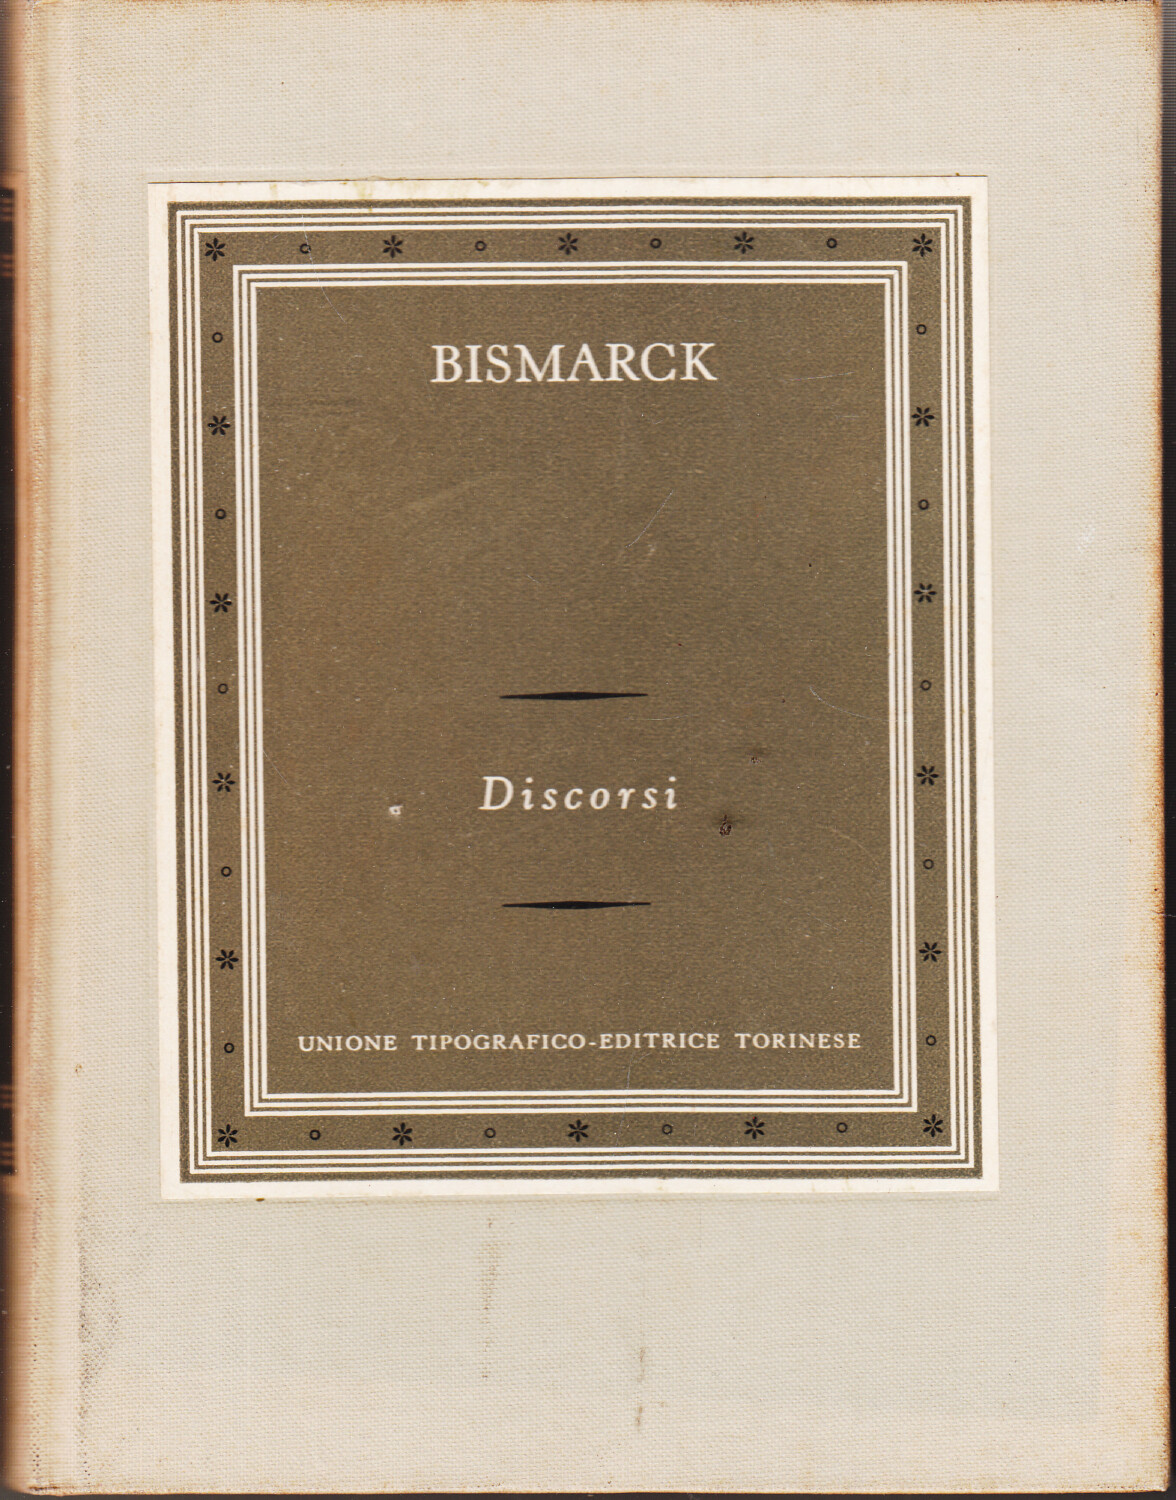 BISMARCK
Discorsi
UNIONE TIPOGRAFICO-EDITRICE TORINESE